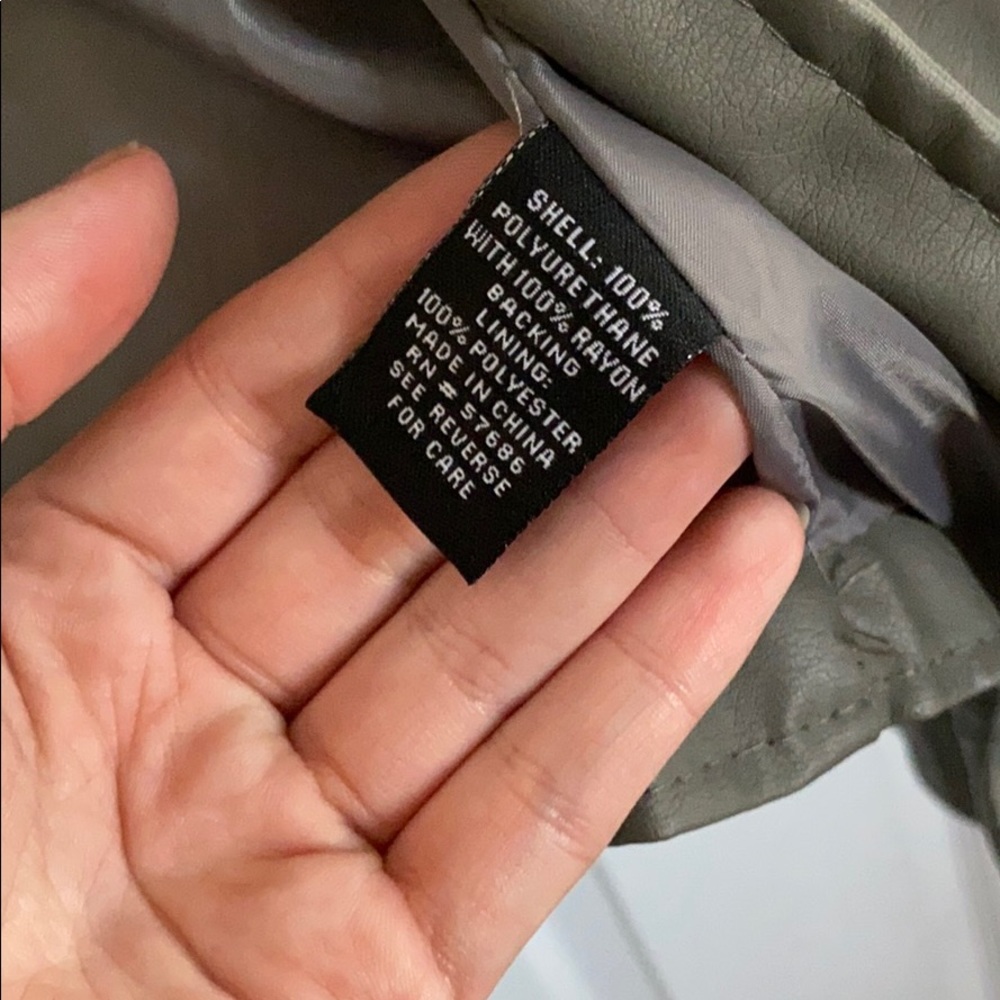 SHELL: 100%
POLYURETHANE
WITH 100% RAYON
BACKING
LINING:
100% POLYESTER
MADE IN CHINA
RN = 57686
SEE REVERSE
FOR CARE